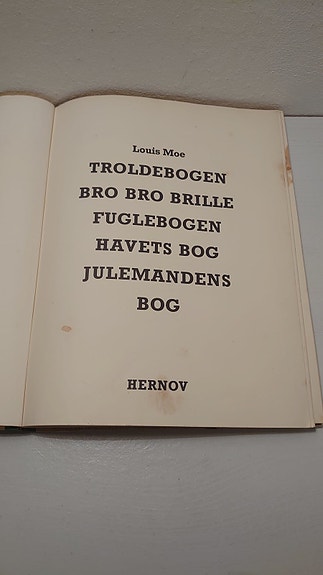 Louis Moe
TROLDEBOGEN
BRO BRO BRILLE
FUGLEBOGEN
HAVETS BOG
JULEMANDENS
BOG
HERNOV